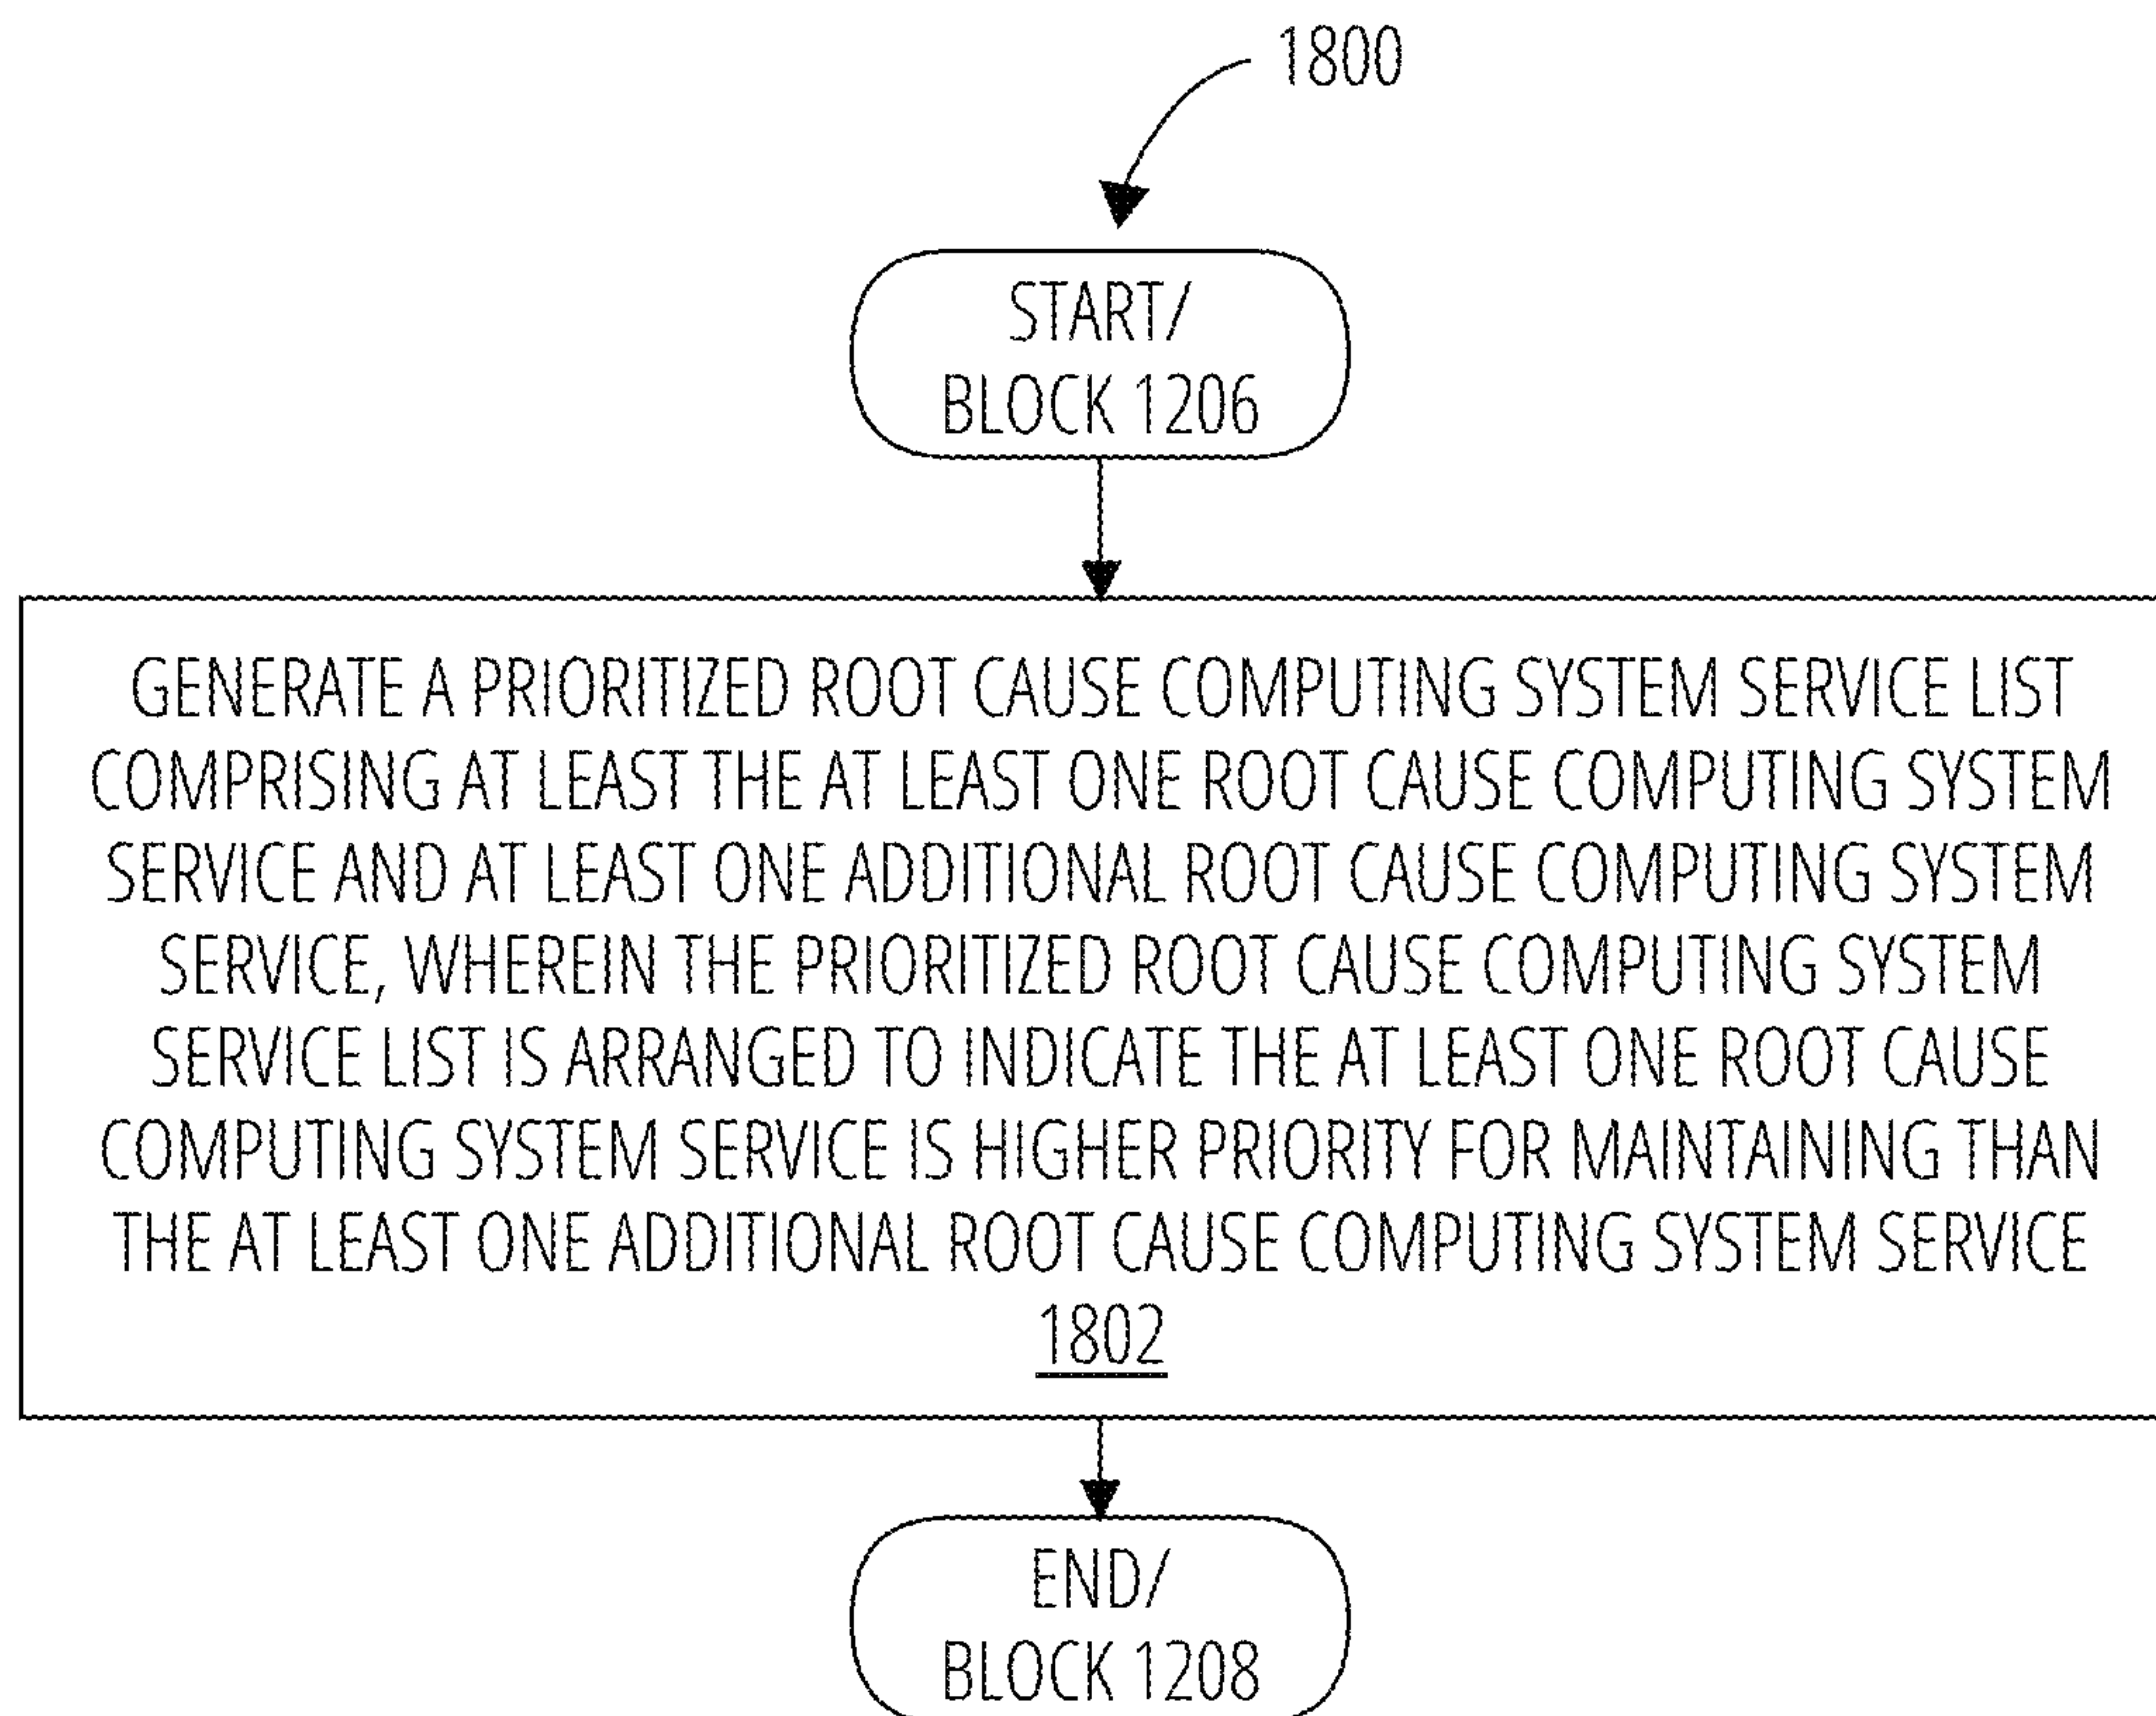 1800
START/
BLOCK 1206
GENERATE A PRIORITIZED ROOT CAUSE COMPUTING SYSTEM SERVICE LIST
COMPRISING AT LEAST THE AT LEAST ONE ROOT CAUSE COMPUTING SYSTEM
SERVICE AND AT LEAST ONE ADDITIONAL ROOT CAUSE COMPUTING SYSTEM
SERVICE, WHEREIN THE PRIORITIZED ROOT CAUSE COMPUTING SYSTEM
SERVICE LIST IS ARRANGED TO INDICATE THE AT LEAST ONE ROOT CAUSE
COMPUTING SYSTEM SERVICE IS HIGHER PRIORITY FOR MAINTAINING THAN
THE AT LEAST ONE ADDITIONAL ROOT CAUSE COMPUTING SYSTEM SERVICE
1802
END/
BLOCK 1208